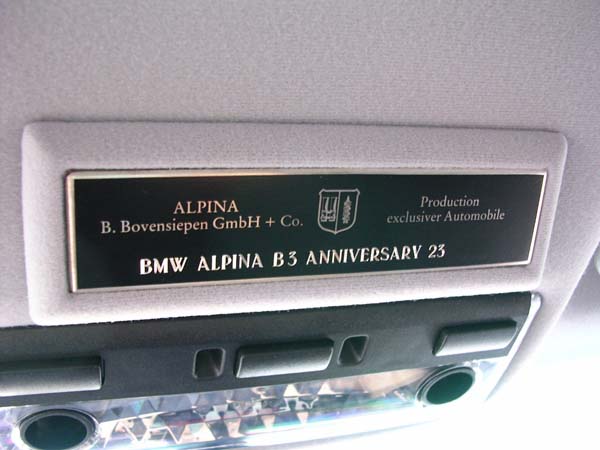 ALPINA
B. Bovensiepen GmbH + Co.
Production
exclusiver Automobile
BMW ALPINA B3 ANNIVERSARY 23